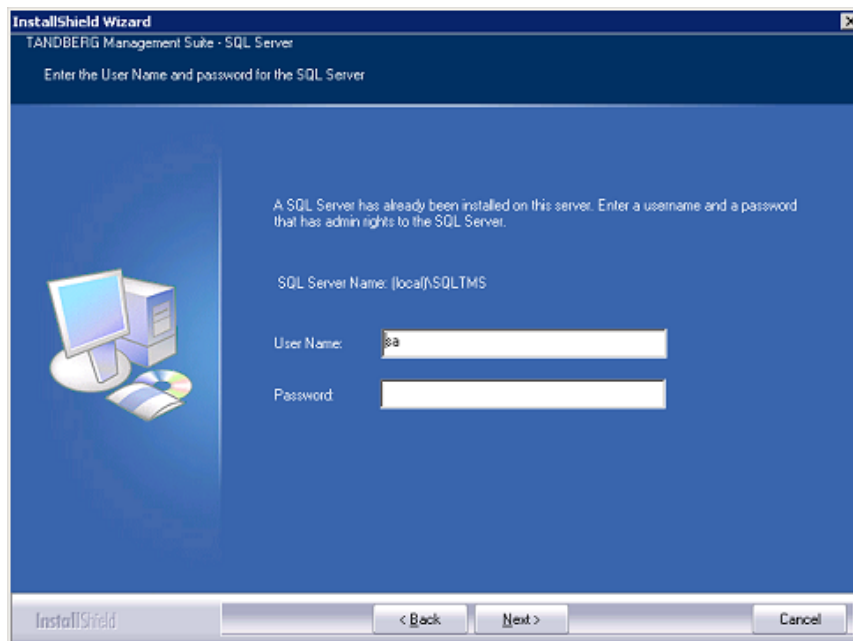 InstallShield Wizard
TANDBERG Management Suite - SQL Server
Enter the User Name and password for the SQL Server
A SQL Server has already been installed on this server. Enter a username and a password
that has admin rights to the SQL Server.
SQL Server Name: (local)\SQLTMS
User Name:
sa
Password:
InstallShield
< Back
Next >
Cancel